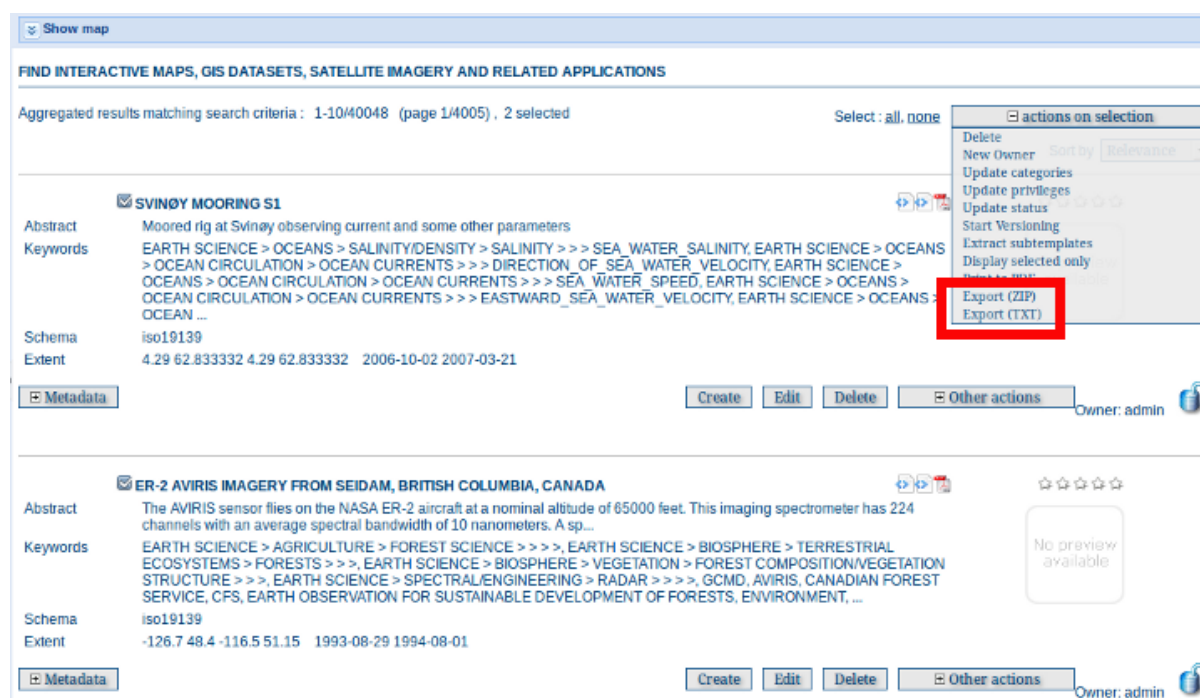 Show map
FIND INTERACTIVE MAPS, GIS DATASETS, SATELLITE IMAGERY AND RELATED APPLICATIONS
Aggregated results matching search criteria : 1-10/40048 (page 1/4005) , 2 selected
Select : all, none
actions on selection
Delete
New Owner
Sort by Relevance
Update categories
Update privileges
Update status
Start Versioning
Extract subtemplates
Display selected only
Print to PDF
Export (ZIP)
Export (TXT)
SVINØY MOORING S1
Abstract Moored rig at Svinøy observing current and some other parameters
Keywords EARTH SCIENCE > OCEANS > SALINITY/DENSITY > SALINITY > > > SEA_WATER_SALINITY, EARTH SCIENCE > OCEANS
> OCEAN CIRCULATION > OCEAN CURRENTS > > > DIRECTION_OF_SEA_WATER_VELOCITY, EARTH SCIENCE >
OCEANS > OCEAN CIRCULATION > OCEAN CURRENTS > > > SEA_WATER_SPEED, EARTH SCIENCE > OCEANS >
OCEAN CIRCULATION > OCEAN CURRENTS > > > EASTWARD_SEA_WATER_VELOCITY, EARTH SCIENCE > OCEANS >
OCEAN ...
Schema iso19139
Extent 4.29 62.833332 4.29 62.833332 2006-10-02 2007-03-21
Metadata Create Edit Delete Other actions
Owner: admin
ER-2 AVIRIS IMAGERY FROM SEIDAM, BRITISH COLUMBIA, CANADA
Abstract The AVIRIS sensor flies on the NASA ER-2 aircraft at a nominal altitude of 65000 feet. This imaging spectrometer has 224
channels with an average spectral bandwidth of 10 nanometers. A sp...
No preview
available
Keywords EARTH SCIENCE > AGRICULTURE > FOREST SCIENCE > > > >, EARTH SCIENCE > BIOSPHERE > TERRESTRIAL
ECOSYSTEMS > FORESTS > > >, EARTH SCIENCE > BIOSPHERE > VEGETATION > FOREST COMPOSITION/VEGETATION
STRUCTURE > > >, EARTH SCIENCE > SPECTRAL/ENGINEERING > RADAR > > > >, GCMD, AVIRIS, CANADIAN FOREST
SERVICE, CFS, EARTH OBSERVATION FOR SUSTAINABLE DEVELOPMENT OF FORESTS, ENVIRONMENT, ...
Schema iso19139
Extent -126.7 48.4 -116.5 51.15 1993-08-29 1994-08-01
Metadata Create Edit Delete Other actions
Owner: admin